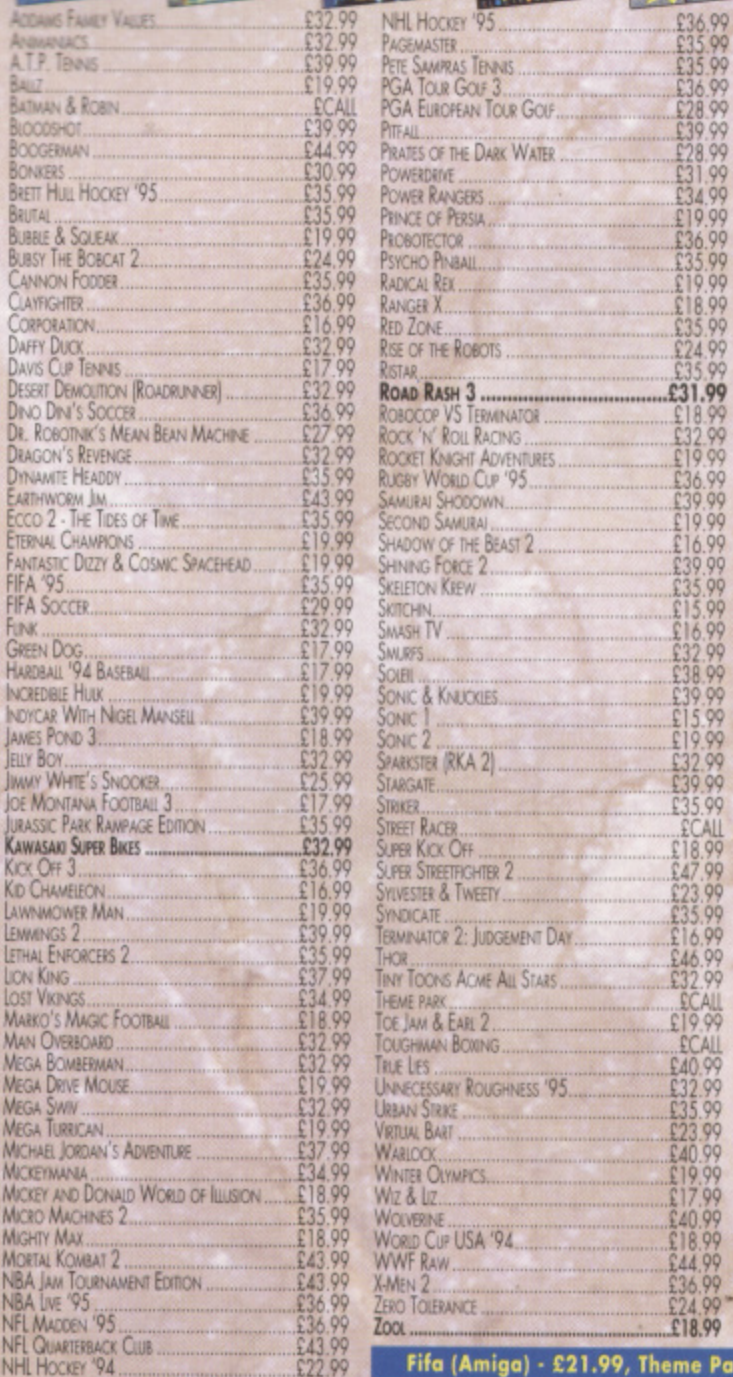 Addams Family Values £32.99
Animaniacs £32.99
A.T.P. Tennis £39.99
Ballz £19.99
Batman & Robin £CALL
Bloodshot £39.99
Boogerman £44.99
Bonkers £30.99
Brett Hull Hockey '95 £35.99
Brutal £35.99
Bubble & Squeak £19.99
Bubsy The Bobcat 2 £24.99
Cannon Fodder £35.99
Clayfighter £36.99
Corporation £16.99
Daffy Duck £32.99
Davis Cup Tennis £17.99
Desert Demolition (Roadrunner) £32.99
Dino Dini's Soccer £36.99
Dr. Robotnik's Mean Bean Machine £27.99
Dragon's Revenge £32.99
Dynamite Headdy £35.99
Earthworm Jim £43.99
Ecco 2 - The Tides of Time £35.99
Eternal Champions £19.99
Fantastic Dizzy & Cosmic Spacehead £19.99
FIFA '95 £35.99
FIFA Soccer £29.99
Funk £32.99
Green Dog £17.99
Hardball '94 Baseball £17.99
Incredible Hulk £19.99
Indycar With Nigel Mansell £39.99
James Pond 3 £18.99
Jelly Boy £32.99
Jimmy White's Snooker £25.99
Joe Montana Football 3 £17.99
Jurassic Park Rampage Edition £35.99
Kawasaki Super Bikes £32.99
Kick Off 3 £36.99
Kid Chameleon £16.99
Lawnmower Man £19.99
Lemmings 2 £39.99
Lethal Enforcers 2 £35.99
Lion King £37.99
Lost Vikings £34.99
Marko's Magic Football £18.99
Man Overboard £32.99
Mega Bomberman £32.99
Mega Drive Mouse £19.99
Mega Swiv £32.99
Mega Turrican £19.99
Michael Jordan's Adventure £37.99
Mickeymania £34.99
Mickey and Donald World of Illusion £18.99
Micro Machines 2 £35.99
Mighty Max £18.99
Mortal Kombat 2 £43.99
NBA Jam Tournament Edition £43.99
NBA Live '95 £36.99
NFL Madden '95 £36.99
NFL Quarterback Club £43.99
NHL Hockey '94 £22.99
NHL Hockey '95 £36.99
Pagemaster £35.99
Pete Sampras Tennis £35.99
PGA Tour Golf 3 £36.99
PGA European Tour Golf £28.99
Pitfall £39.99
Pirates of the Dark Water £28.99
Powerdrive £31.99
Power Rangers £34.99
Prince of Persia £19.99
Probotector £36.99
Psycho Pinball £35.99
Radical Rex £19.99
Ranger X £18.99
Red Zone £35.99
Rise of the Robots £24.99
Ristar £35.99
Road Rash 3 £31.99
Robocop VS Terminator £18.99
Rock 'n' Roll Racing £32.99
Rocket Knight Adventures £19.99
Rugby World Cup '95 £36.99
Samurai Shodown £39.99
Second Samurai £19.99
Shadow of the Beast 2 £16.99
Shining Force 2 £39.99
Skeleton Krew £35.99
Skitchin £15.99
Smash TV £16.99
Smurfs £32.99
Soleil £38.99
Sonic & Knuckles £39.99
Sonic 1 £15.99
Sonic 2 £19.99
Sparkster (RKA 2) £32.99
Stargate £39.99
Striker £35.99
Street Racer £CALL
Super Kick Off £18.99
Super Streetfighter 2 £47.99
Sylvester & Tweety £23.99
Syndicate £35.99
Terminator 2: Judgement Day £16.99
Thor £46.99
Tiny Toons Acme All Stars £32.99
Theme park £CALL
Toe Jam & Earl 2 £19.99
Toughman Boxing £CALL
True Lies £40.99
Unnecessary Roughness '95 £32.99
Urban Strike £35.99
Virtual Bart £23.99
Warlock £40.99
Winter Olympics £19.99
Wiz & Liz £17.99
Wolverine £40.99
World Cup USA '94 £18.99
WWF Raw £44.99
X-Men 2 £36.99
Zero Tolerance £24.99
Zool £18.99
Fifa (Amiga) - £21.99, Theme Pa